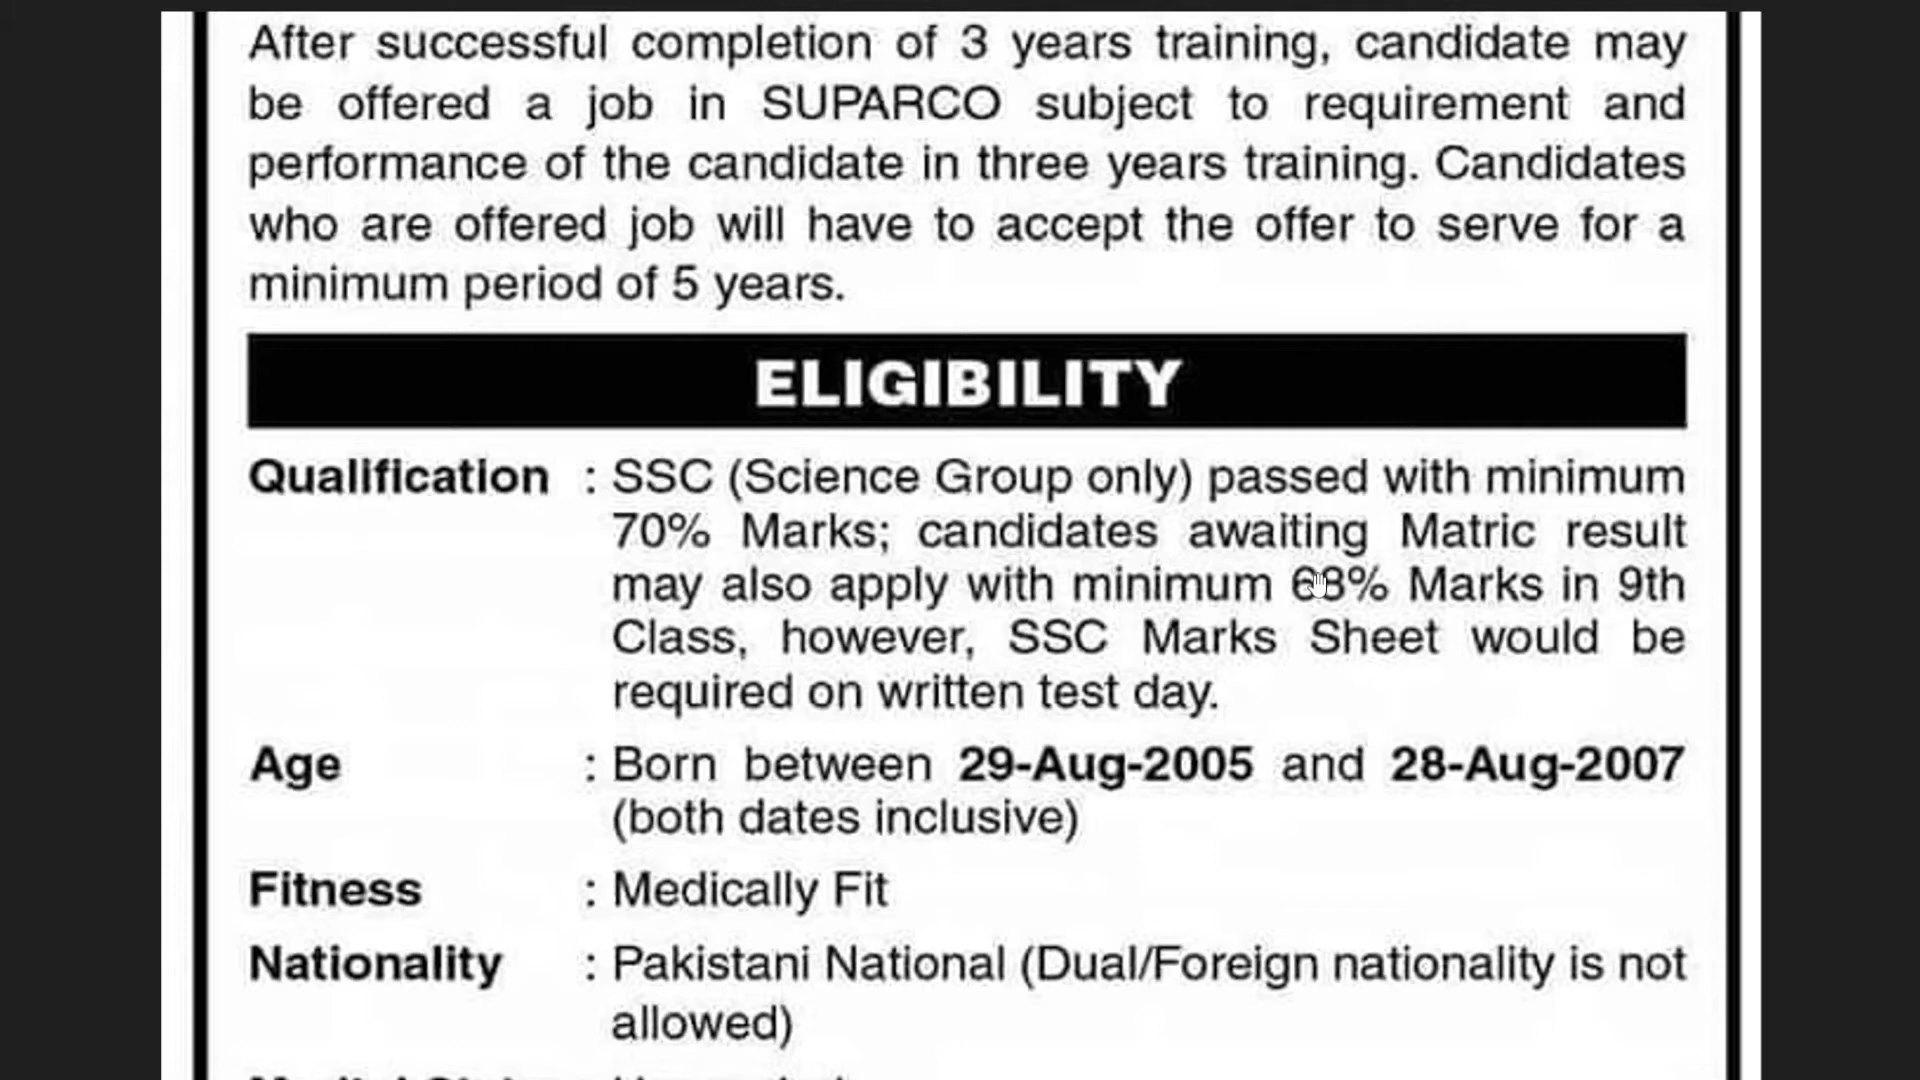 After successful completion of 3 years training, candidate may
be offered a job in SUPARCO subject to requirement and
performance of the candidate in three years training. Candidates
who are offered job will have to accept the offer to serve for a
minimum period of 5 years.
ELIGIBILITY
Qualification : SSC (Science Group only) passed with minimum
70% Marks; candidates awaiting Matric result
may also apply with minimum 68% Marks in 9th
Class, however, SSC Marks Sheet would be
required on written test day.
Age : Born between 29-Aug-2005 and 28-Aug-2007
(both dates inclusive)
Fitness : Medically Fit
Nationality : Pakistani National (Dual/Foreign nationality is not
allowed)